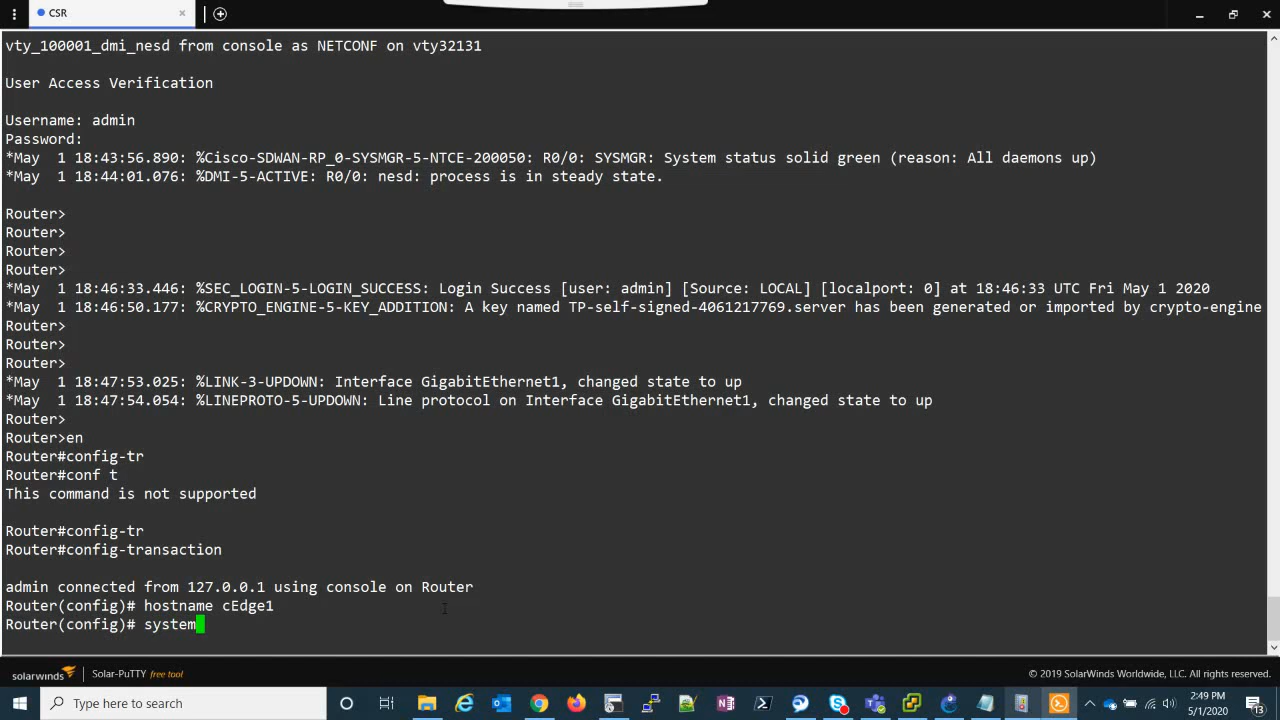 CSR
vty_100001_dmi_nesd from console as NETCONF on vty32131
User Access Verification
Username: admin
Password:
*May  1 18:43:56.890: %Cisco-SDWAN-RP_0-SYSMGR-5-NTCE-200050: R0/0: SYSMGR: System status solid green (reason: All daemons up)
*May  1 18:44:01.076: %DMI-5-ACTIVE: R0/0: nesd: process is in steady state.
Router>
Router>
Router>
Router>
*May  1 18:46:33.446: %SEC_LOGIN-5-LOGIN_SUCCESS: Login Success [user: admin] [Source: LOCAL] [localport: 0] at 18:46:33 UTC Fri May 1 2020
*May  1 18:46:50.177: %CRYPTO_ENGINE-5-KEY_ADDITION: A key named TP-self-signed-4061217769.server has been generated or imported by crypto-engine
Router>
Router>
Router>
*May  1 18:47:53.025: %LINK-3-UPDOWN: Interface GigabitEthernet1, changed state to up
*May  1 18:47:54.054: %LINEPROTO-5-UPDOWN: Line protocol on Interface GigabitEthernet1, changed state to up
Router>
Router>en
Router#config-tr
Router#conf t
This command is not supported
Router#config-tr
Router#config-transaction
admin connected from 127.0.0.1 using console on Router
Router(config)# hostname cEdge1
Router(config)# system
solarwinds Solar-PuTTY free tool © 2019 SolarWinds Worldwide, LLC. All rights reserved.
Type here to search
2:49 PM
5/1/2020
13